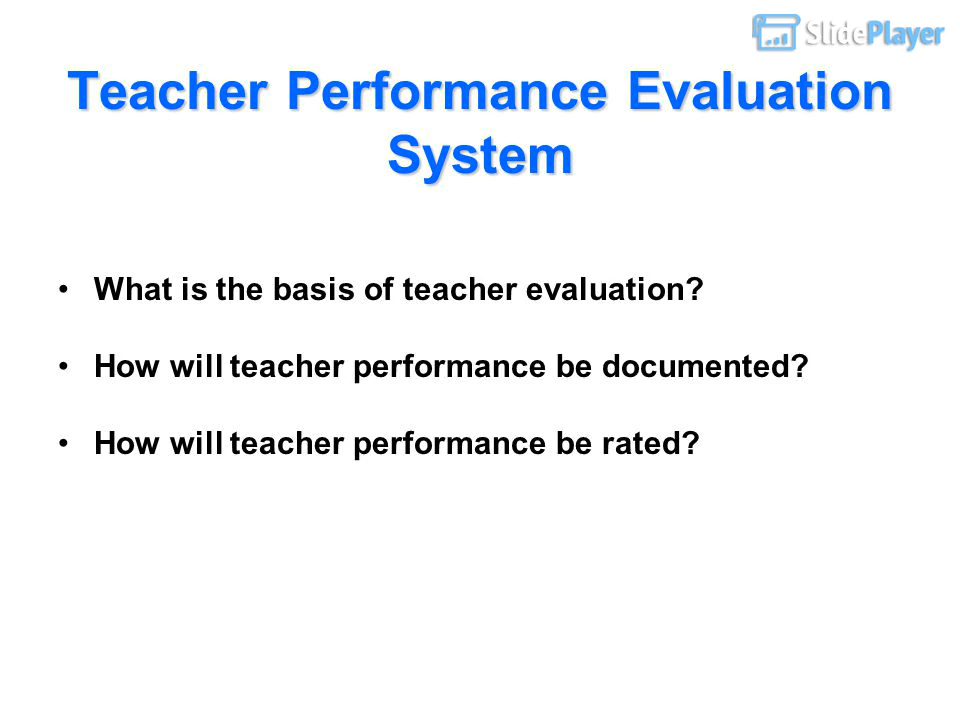 SlidePlayer
Teacher Performance Evaluation
System
• What is the basis of teacher evaluation?
• How will teacher performance be documented?
• How will teacher performance be rated?